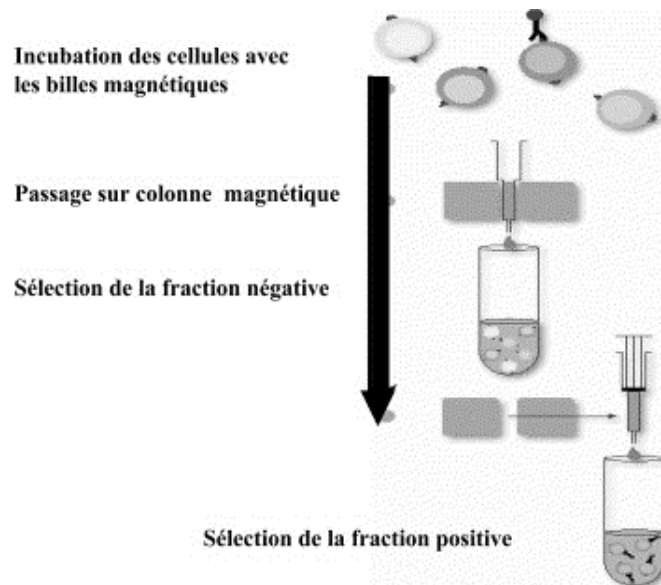 Incubation des cellules avec
les billes magnétiques
Passage sur colonne magnétique
Sélection de la fraction négative
Sélection de la fraction positive